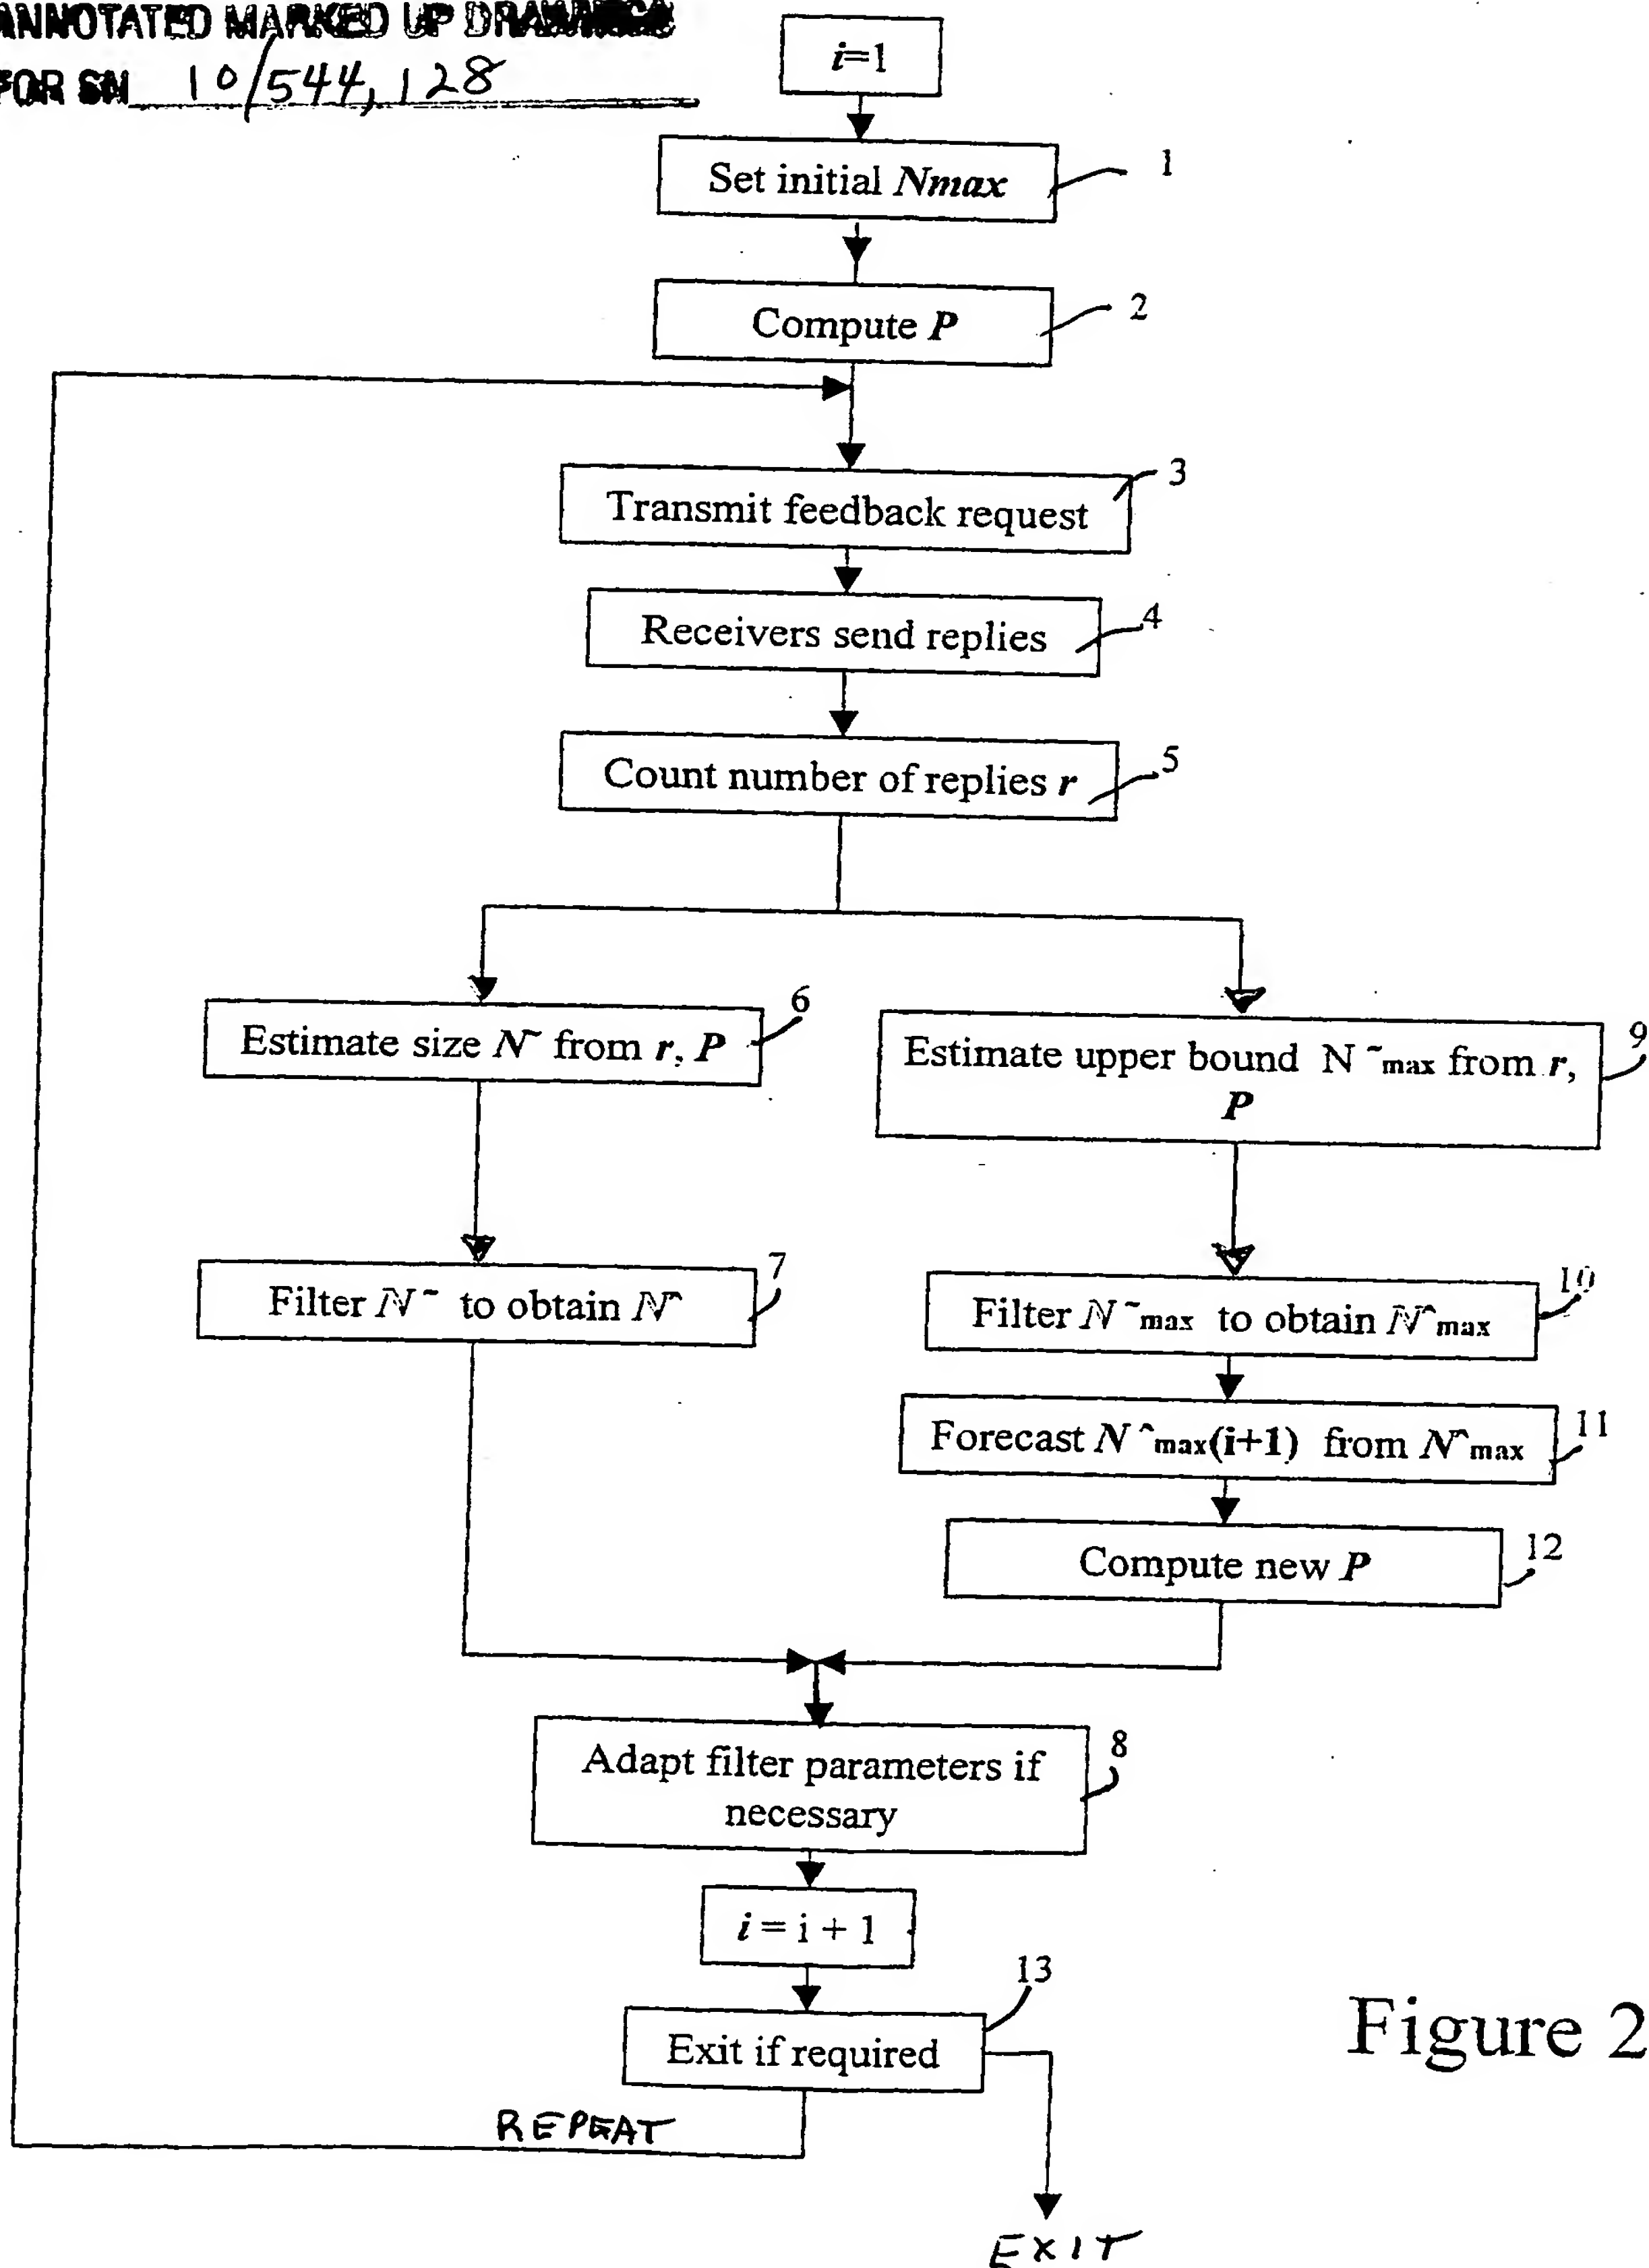 ANNOTATED MARKED UP
FOR SN 10/544,128
i=1
Set initial Nmax
1
Compute P
2
Transmit feedback request
3
Receivers send replies
4
Count number of replies r
5
Estimate size N~ from r, P
6
Estimate upper bound N~max from r,
P
9
Filter N~ to obtain N^
7
Filter N~max to obtain N^max
10
Forecast N^max(i+1) from N^max
11
Compute new P
12
Adapt filter parameters if
necessary
8
i = i + 1
Exit if required
13
REPEAT
EXIT
Figure 2